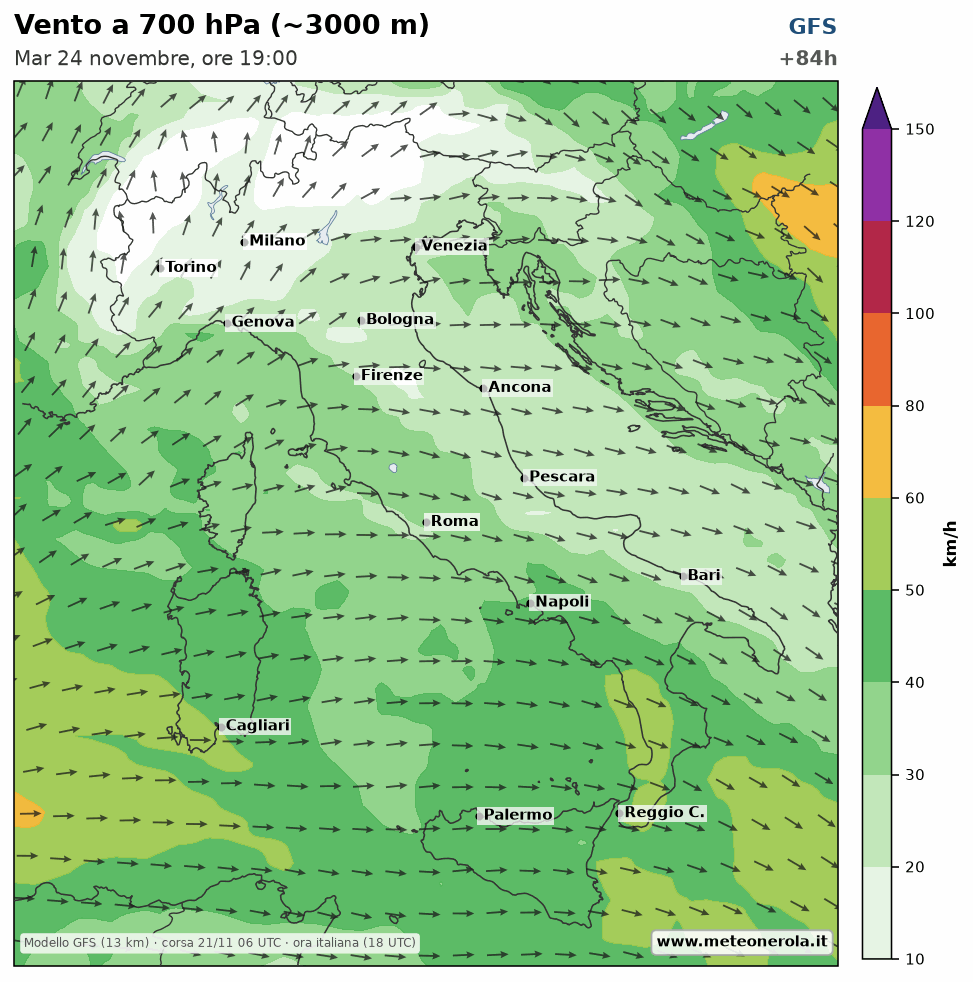 Vento a 700 hPa (~3000 m)
GFS
Mar 24 novembre, ore 19:00
+84h
Milano
Venezia
Torino
Genova
Bologna
Firenze
Ancona
Pescara
Roma
Bari
Napoli
Cagliari
Palermo
Reggio C.
Modello GFS (13 km) · corsa 21/11 06 UTC · ora italiana (18 UTC)
www.meteonerola.it
150
120
100
80
60
50
40
30
20
10
km/h